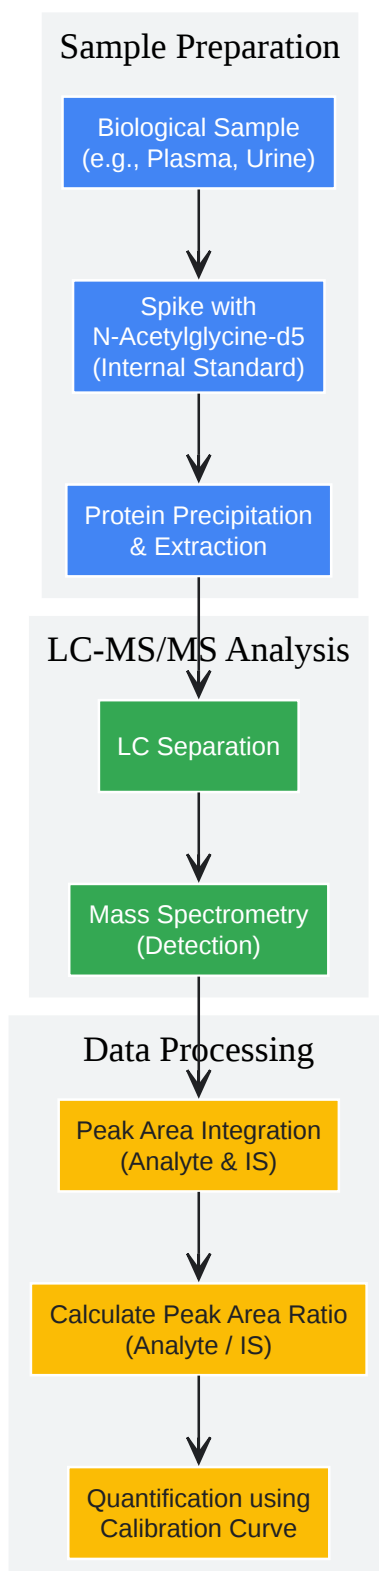 Sample Preparation
Biological Sample
(e.g., Plasma, Urine)
Spike with
N-Acetylglycine-d5
(Internal Standard)
Protein Precipitation
& Extraction
LC-MS/MS Analysis
LC Separation
Mass Spectrometry
(Detection)
Data Processing
Peak Area Integration
(Analyte & IS)
Calculate Peak Area Ratio
(Analyte / IS)
Quantification using
Calibration Curve